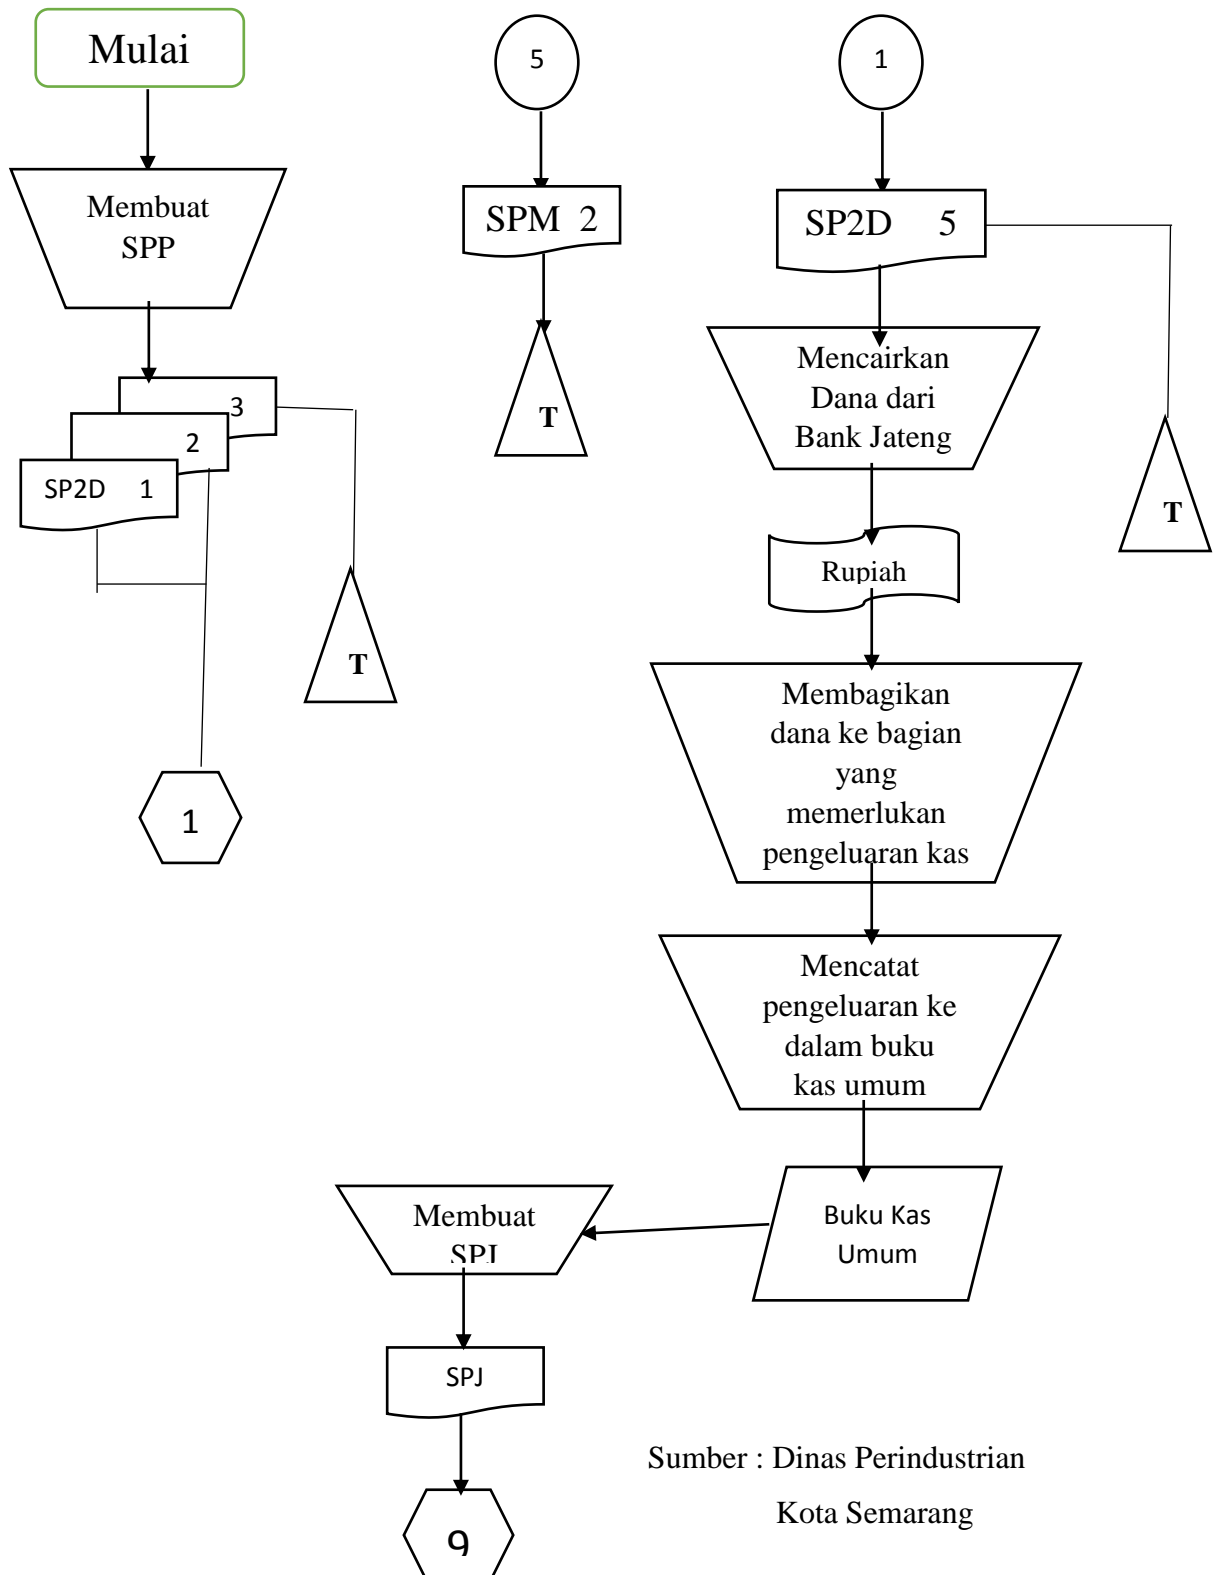 Mulai
Membuat
SPP
3
2
SP2D 1
T
1
5
SPM 2
T
1
SP2D 5
T
Mencairkan
Dana dari
Bank Jateng
Rupiah
Membagikan
dana ke bagian
yang
memerlukan
pengeluaran kas
Mencatat
pengeluaran ke
dalam buku
kas umum
Buku Kas
Umum
Membuat
SPJ
SPJ
9
Sumber : Dinas Perindustrian
Kota Semarang